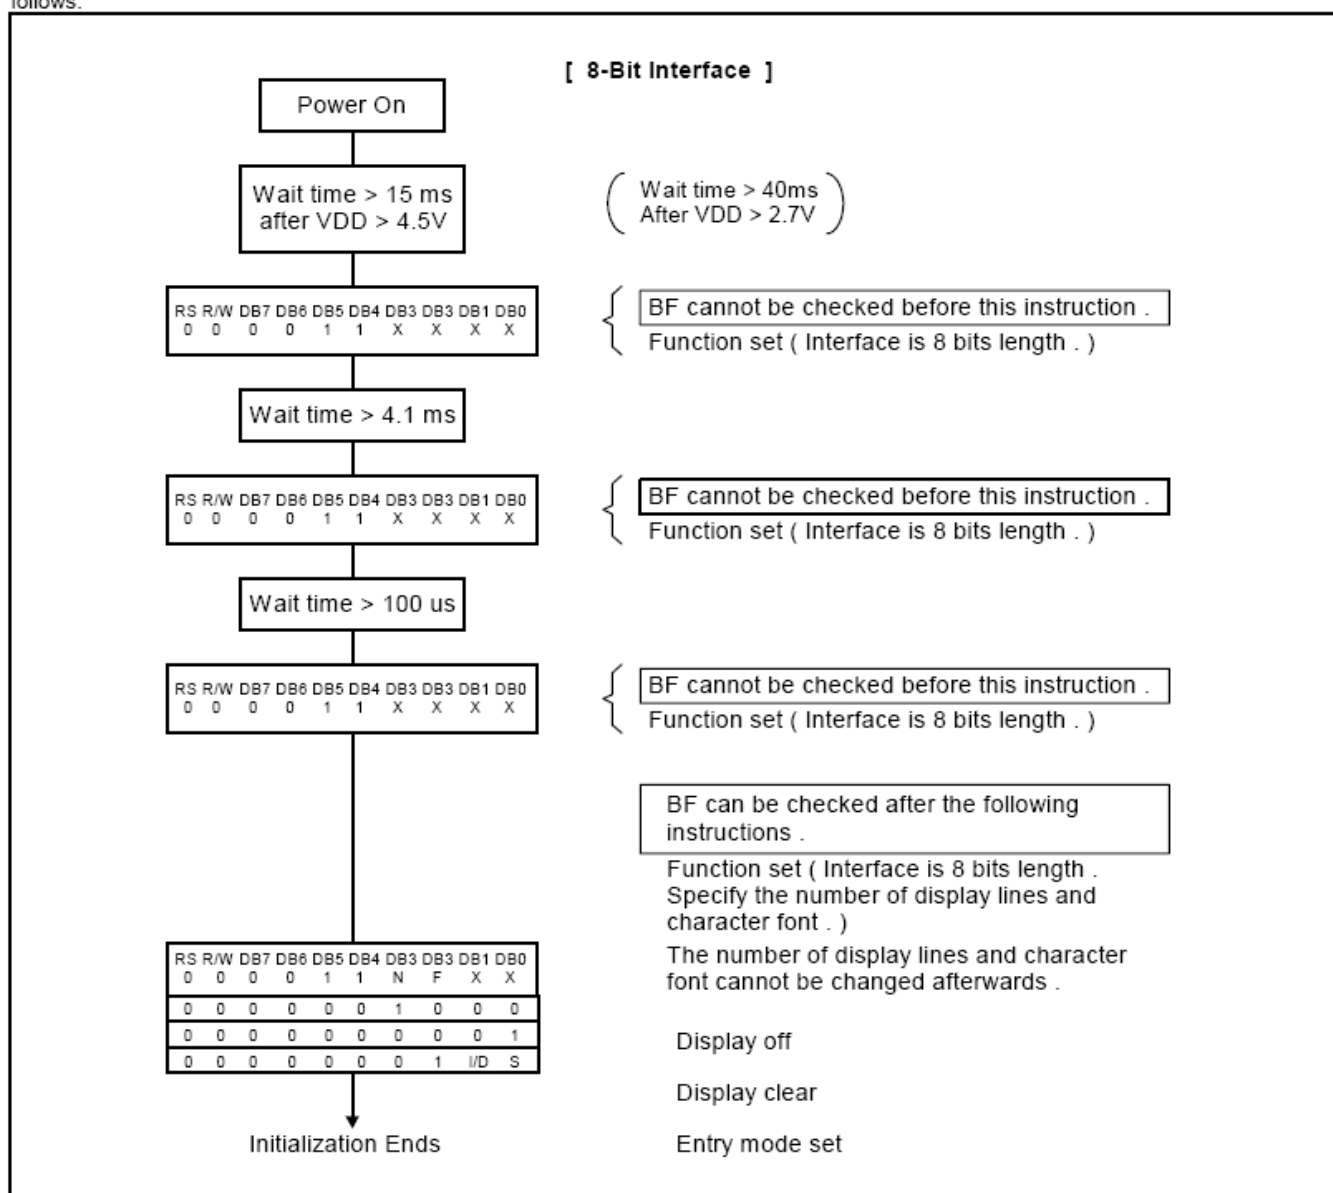 follows:
[ 8-Bit Interface ]
Power On
Wait time > 15 ms
after VDD > 4.5V
Wait time > 40ms
After VDD > 2.7V
RS R/W DB7 DB6 DB5 DB4 DB3 DB3 DB1 DB0
0 0 0 0 1 1 X X X X
BF cannot be checked before this instruction .
Function set ( Interface is 8 bits length . )
Wait time > 4.1 ms
RS R/W DB7 DB6 DB5 DB4 DB3 DB3 DB1 DB0
0 0 0 0 1 1 X X X X
BF cannot be checked before this instruction .
Function set ( Interface is 8 bits length . )
Wait time > 100 us
RS R/W DB7 DB6 DB5 DB4 DB3 DB3 DB1 DB0
0 0 0 0 1 1 X X X X
BF cannot be checked before this instruction .
Function set ( Interface is 8 bits length . )
BF can be checked after the following
instructions .
Function set ( Interface is 8 bits length .
Specify the number of display lines and
character font . )
The number of display lines and character
font cannot be changed afterwards .
RS R/W DB7 DB6 DB5 DB4 DB3 DB3 DB1 DB0
0 0 0 0 1 1 N F X X
0 0 0 0 0 0 1 0 0 0
0 0 0 0 0 0 0 0 0 1
0 0 0 0 0 0 0 1 I/D S
Display off
Display clear
Entry mode set
Initialization Ends